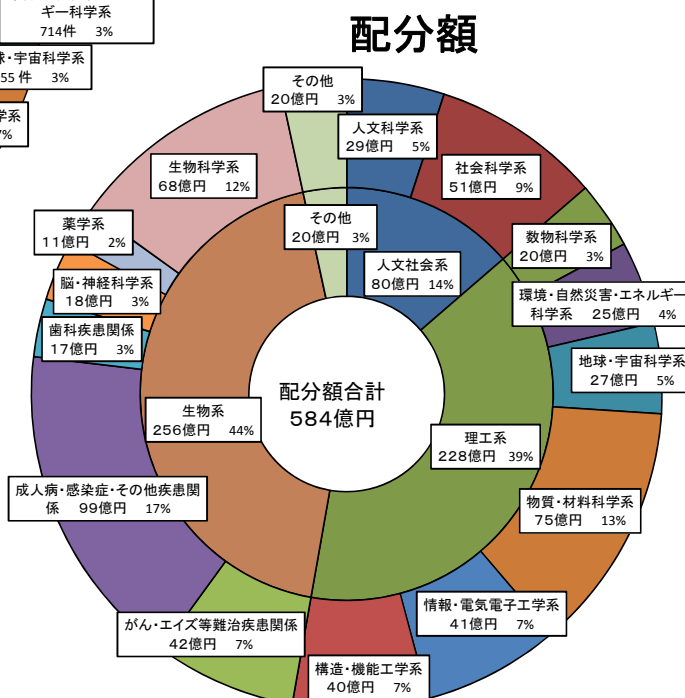 ギー科学系
714件 3%
球・宇宙科学系
55件 3%
学系
%
配分額
その他
20億円 3%
人文科学系
29億円 5%
社会科学系
51億円 9%
数物科学系
20億円 3%
環境・自然災害・エネルギー
科学系 25億円 4%
地球・宇宙科学系
27億円 5%
物質・材料科学系
75億円 13%
情報・電気電子工学系
41億円 7%
構造・機能工学系
40億円 7%
がん・エイズ等難治疾患関係
42億円 7%
成人病・感染症・その他疾患関
係 99億円 17%
歯科疾患関係
17億円 3%
脳・神経科学系
18億円 3%
薬学系
11億円 2%
生物科学系
68億円 12%
その他
20億円 3%
人文社会系
80億円 14%
理工系
228億円 39%
生物系
256億円 44%
配分額合計
584億円